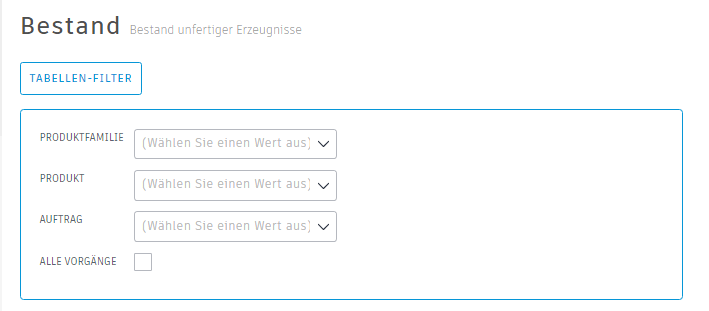 Bestand Bestand unfertiger Erzeugnisse
TABELLEN-FILTER
PRODUKTFAMILIE (Wählen Sie einen Wert aus)
PRODUKT (Wählen Sie einen Wert aus)
AUFTRAG (Wählen Sie einen Wert aus)
ALLE VORGÄNGE